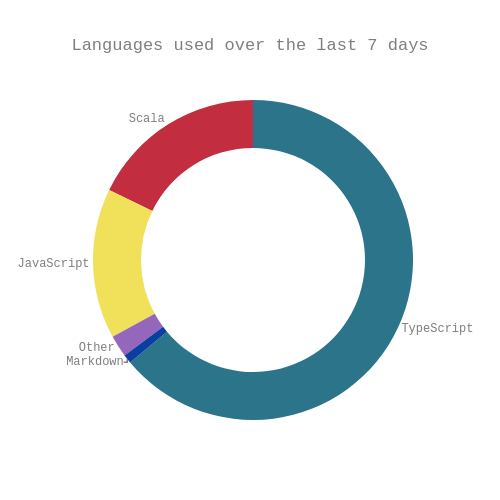 Languages used over the last 7 days
Scala
JavaScript
TypeScript
Other
Markdown